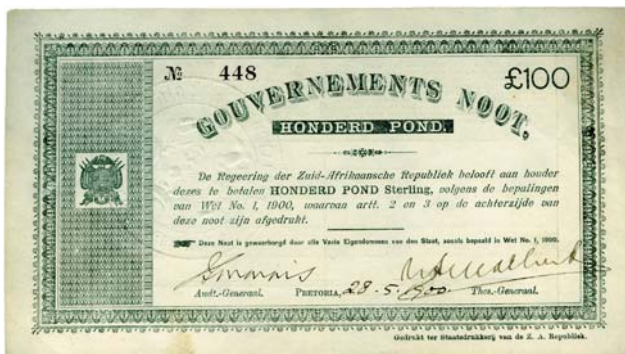 № 448 £100
GOUVERNEMENTS NOOT,
HONDERD POND.
De Regeering der Zuid-Afrikaansche Republiek belooft aan houder
dezes te betalen HONDERD POND Sterling, volgens de bepalingen
van Wet No. 1, 1900, waarvan artt. 2 en 3 op de achterzijde van
deze noot zijn afgedrukt.
Deze Noot is gewaarborgd door alle Vaste Eigendommen van den Staat, zooals bepaald in Wet No. 1, 1900.
Audt.-Generaal. PRETORIA, 28-5-1900 Thes.-Generaal.
Gedrukt ter Staatsdrukkerij van de Z. A. Republiek.